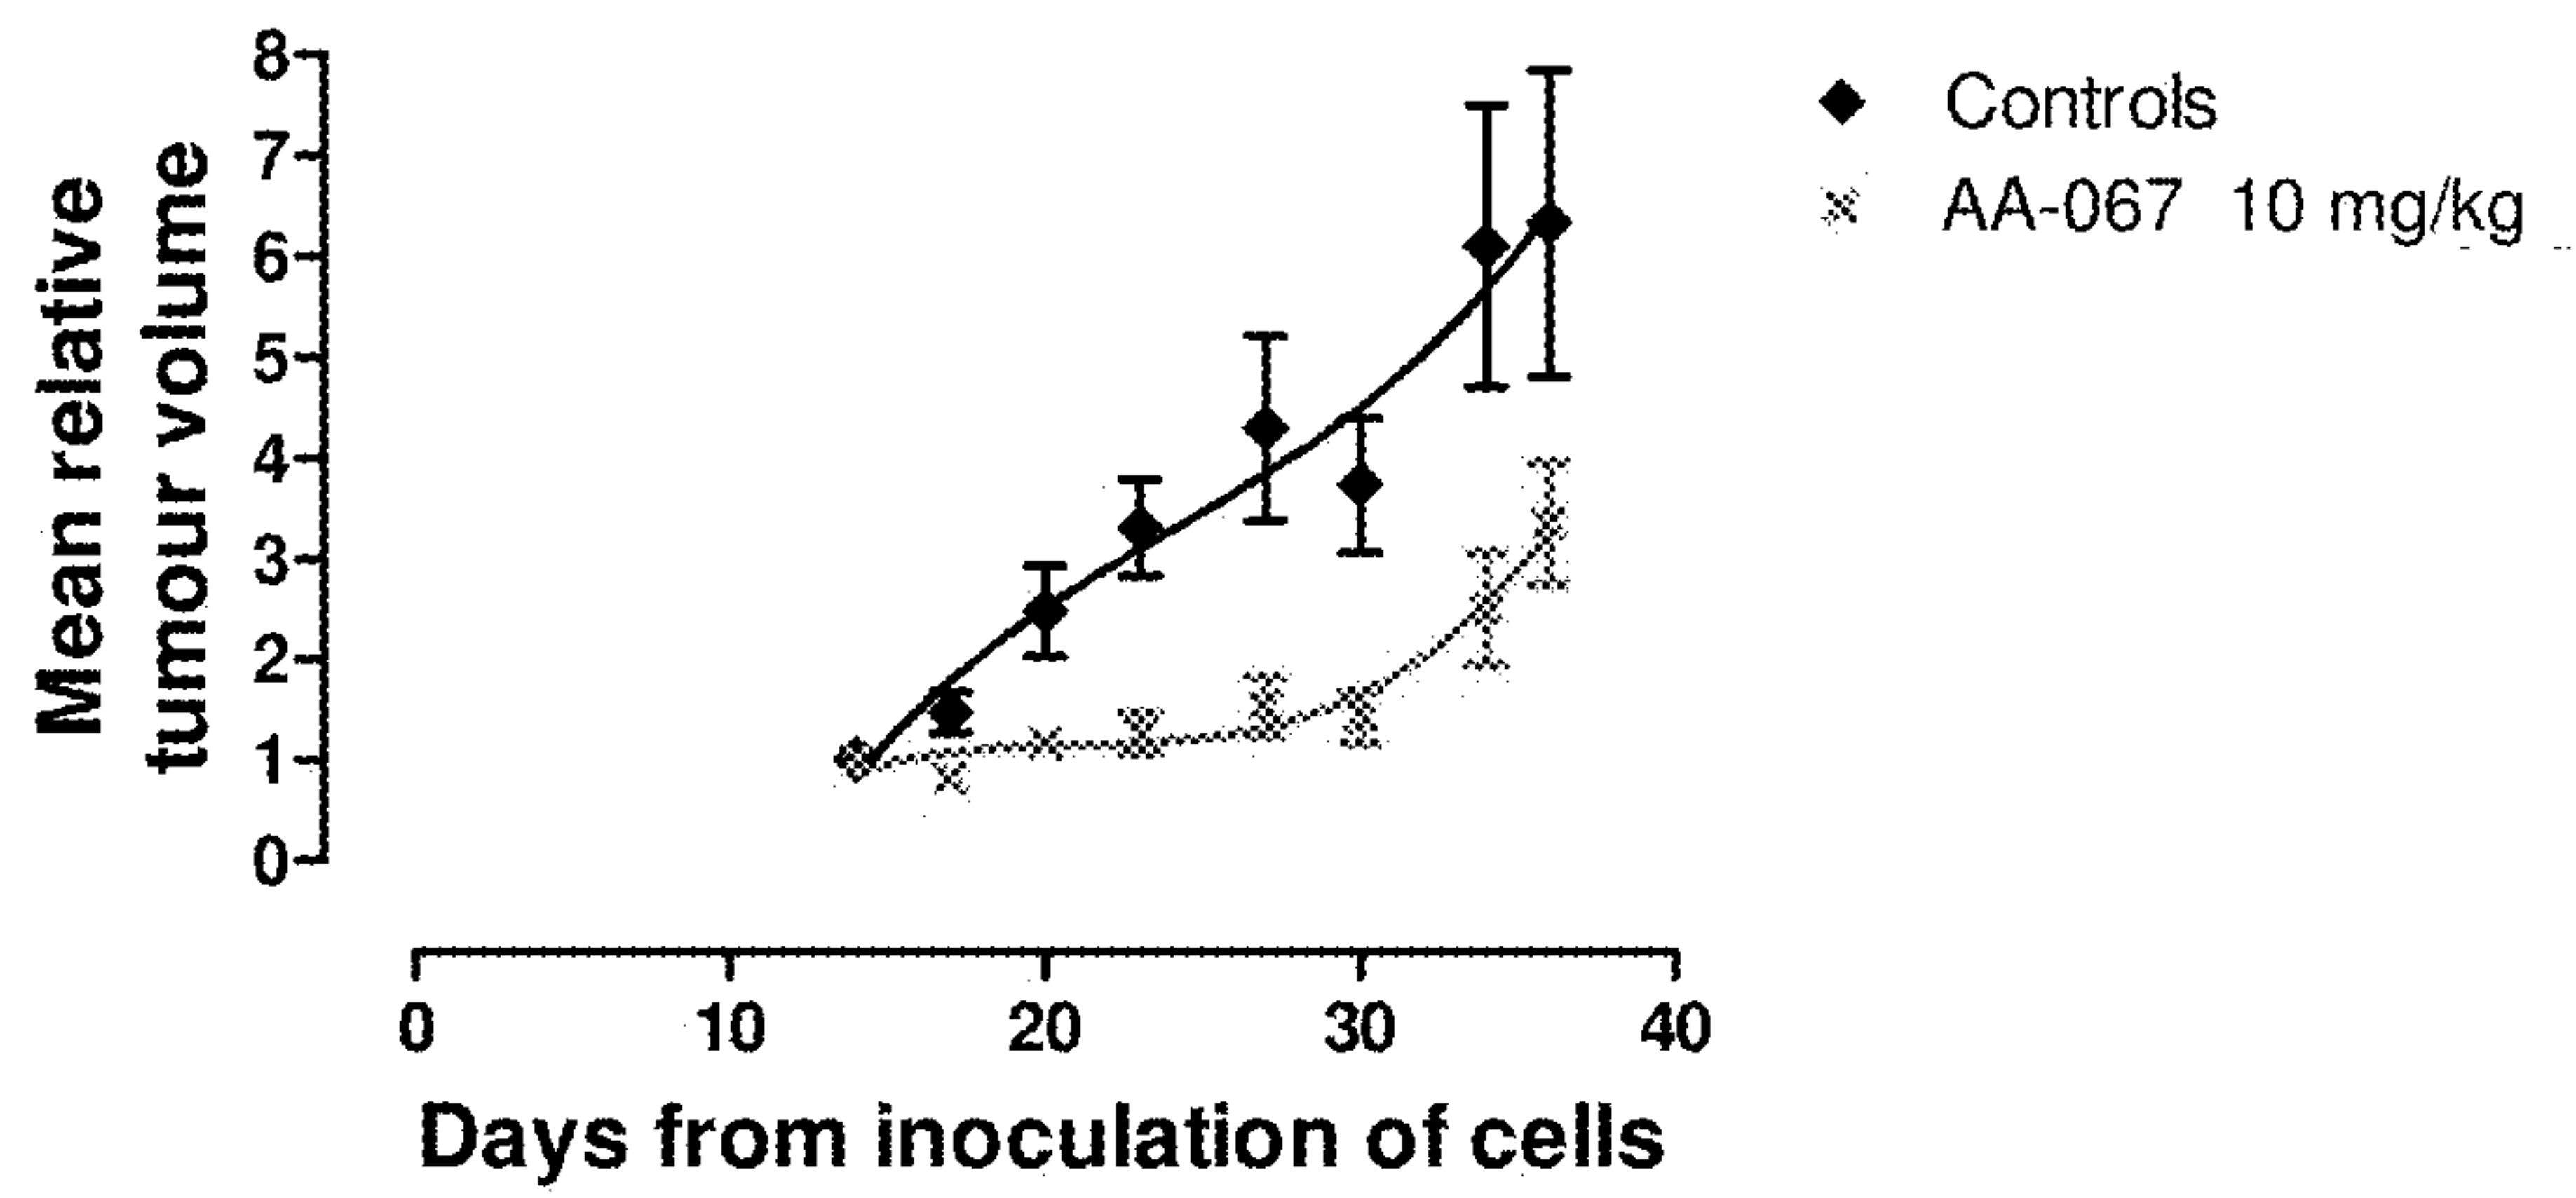 Mean relative
tumour volume
8
7
6
5
4
3
2
1
0
0 10 20 30 40
Days from inoculation of cells
Controls
AA-067 10 mg/kg